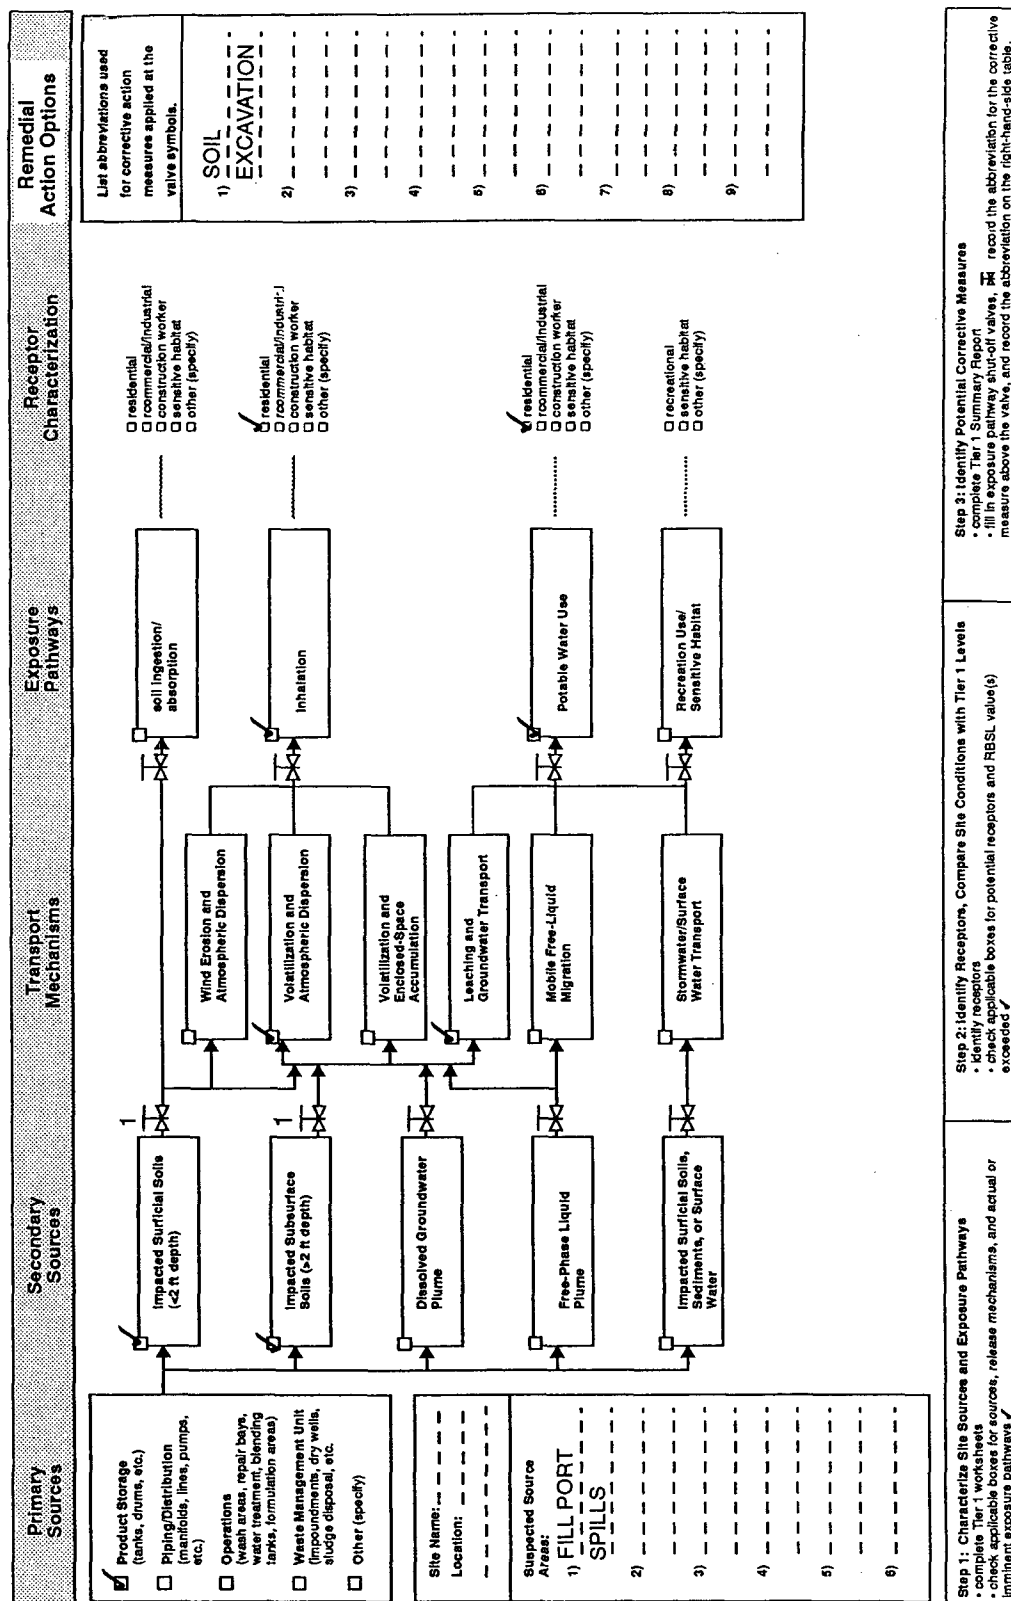 Primary
Sources
Secondary
Sources
Transport
Mechanisms
Exposure
Pathways
Receptor
Characterization
Remedial
Action Options
Product Storage
(tanks, drums, etc.)
Piping/Distribution
(manifolds, lines, pumps,
etc.)
Operations
(wash areas, repair bays,
water treatment, blending
tanks, formulation areas)
Waste Management Unit
(impoundments, dry wells,
sludge disposal, etc.
Other (specify)
Site Name:
Location:
Suspected Source
Areas:
1) FILL PORT
SPILLS
2)
3)
4)
5)
6)
Impacted Surficial Soils
(<2 ft depth)
1
Impacted Subsurface
Soils (>2 ft depth)
1
Dissolved Groundwater
Plume
Free-Phase Liquid
Plume
Impacted Surficial Soils,
Sediments, or Surface
Water
Wind Erosion and
Atmospheric Dispersion
Volatilization and
Atmospheric Dispersion
Volatilization and
Enclosed-Space
Accumulation
Leaching and
Groundwater Transport
Mobile Free-Liquid
Migration
Stormwater/Surface
Water Transport
soil ingestion/
absorption
Inhalation
Potable Water Use
Recreation Use/
Sensitive Habitat
residential
rcommercial/industrial
construction worker
sensitive habitat
other (specify)
residential
construction worker
sensitive habitat
other (specify)
residential
rcommercial/industrial
construction worker
sensitive habitat
other (specify)
recreational
sensitive habitat
other (specify)
List abbreviations used
for corrective action
measures applied at the
valve symbols.
1) SOIL
EXCAVATION
2)
3)
4)
5)
6)
7)
8)
9)
Step 1: Characterize Site Sources and Exposure Pathways
• complete Tier 1 worksheets
• check applicable boxes for sources, release mechanisms, and actual or
imminent exposure pathways ✓
Step 2: Identify Receptors, Compare Site Conditions with Tier 1 Levels
• identify receptors
• check applicable boxes for potential receptors and RBSL value(s)
exceeded ✓
Step 3: Identify Potential Corrective Measures
• complete Tier 1 Summary Report
• fill in exposure pathway shut-off valves, record the abbreviation for the corrective
measure above the valve, and record the abbreviation on the right-hand-side table.